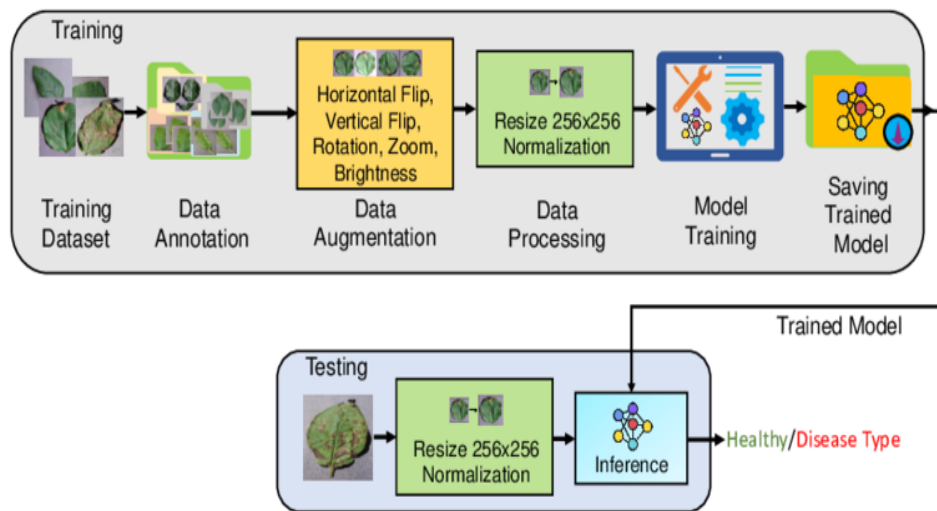 Training
Horizontal Flip,
Vertical Flip,
Rotation, Zoom,
Brightness
Resize 256x256
Normalization
Training
Dataset
Data
Annotation
Data
Augmentation
Data
Processing
Model
Training
Saving
Trained
Model
Trained Model
Testing
Resize 256x256
Normalization
Inference
Healthy/Disease Type